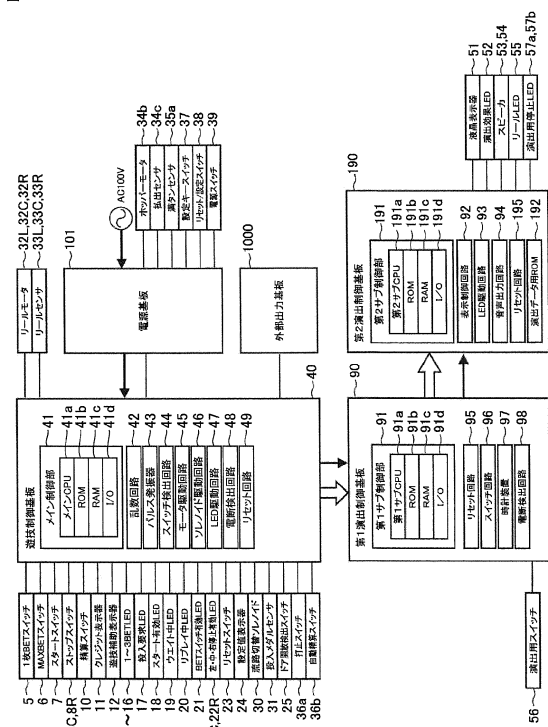 32L, 32C, 32R
33L, 33C, 33R
リールモータ
リールセンサ
101
AC100V
電源基板
1000
外部出力基板
ホッパーモータ 34b
払出センサ 34c
満タンセンサ 35a
設定キースイッチ 37
リセット/設定スイッチ 38
電源スイッチ 39
40
遊技制御基板
メイン制御部 41
メインCPU 41a
ROM 41b
RAM 41c
I/O 41d
乱数回路 42
パルス発振器 43
スイッチ検出回路 44
モータ駆動回路 45
ソレノイド駆動回路 46
LED駆動回路 47
電断検出回路 48
リセット回路 49
5 1枚BETスイッチ
6 MAXBETスイッチ
7 スタートスイッチ
C,8R ストップスイッチ
10 精算スイッチ
11 クレジット表示器
12 遊技補助表示器
~16 1~3BETLED
17 投入要求LED
18 スタート有効LED
19 ウエイト中LED
20 リプレイ中LED
21 BETスイッチ有効LED
,22R 左・中・右停止有効LED
23 リセットスイッチ
24 設定値表示器
30 流路切替ソレノイド
31 投入メダルセンサ
25 ドア開放検出スイッチ
36a 打止スイッチ
36b 自動精算スイッチ
90
第1演出制御基板
第1サブ制御部 91
第1サブCPU 91a
ROM 91b
RAM 91c
I/O 91d
リセット回路 95
スイッチ回路 96
時計装置 97
電断検出回路 98
56 演出用スイッチ
190
第2演出制御基板
第2サブ制御部 191
第2サブCPU 191a
ROM 191b
RAM 191c
I/O 191d
表示制御回路 92
LED駆動回路 93
音声出力回路 94
リセット回路 195
演出データ用ROM 192
液晶表示器 51
演出効果LED 52
スピーカ 53,54
リールLED 55
演出用停止LED 57a,57b